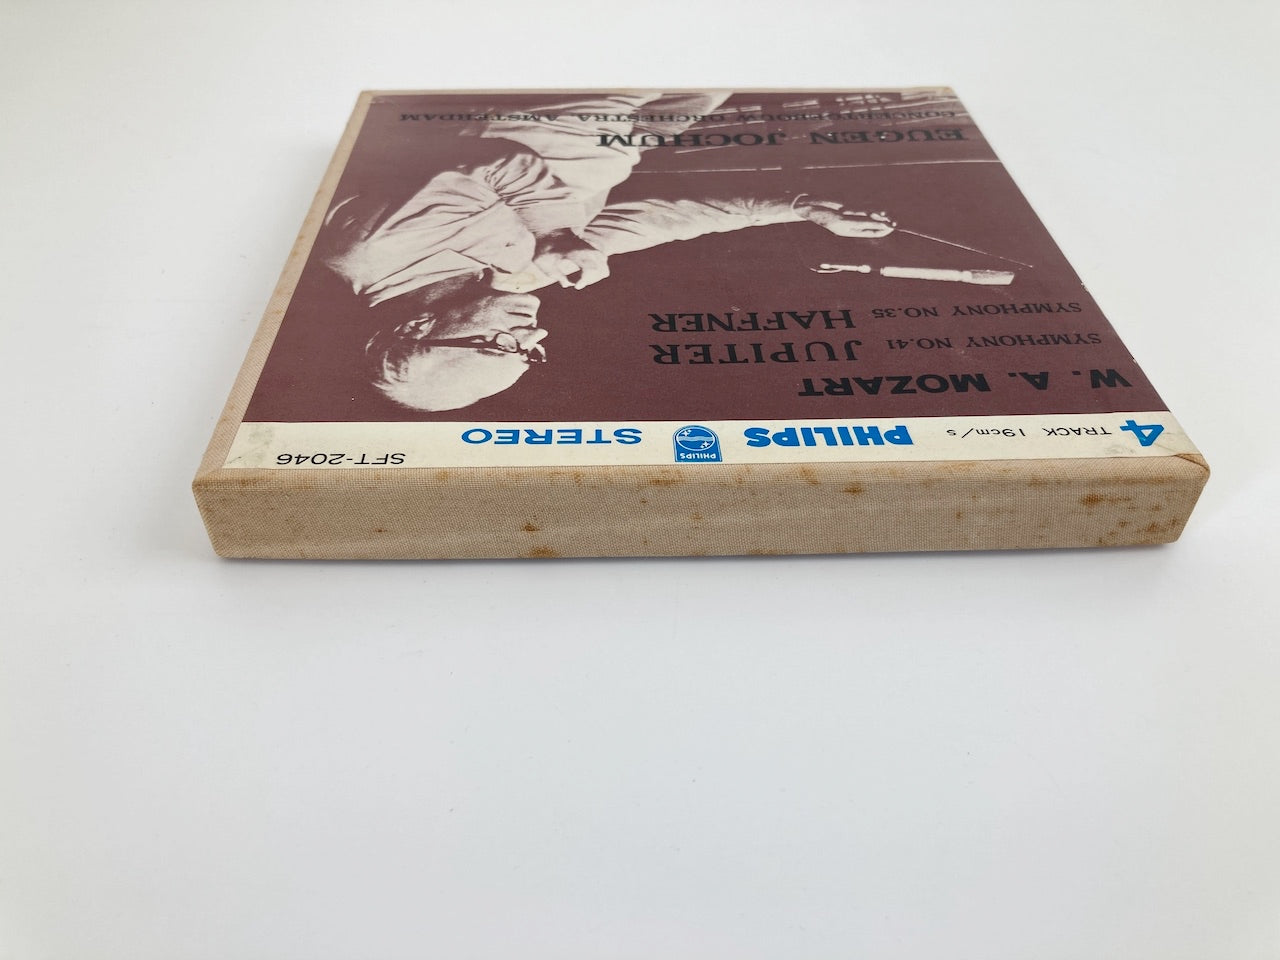 4 TRACK 19cm/s PHILIPS PHILIPS STEREO SFT-2046
W. A. MOZART
SYMPHONY NO.41 JUPITER
SYMPHONY NO.35 HAFFNER
EUGEN JOCHUM
CONCERTGEBOUW ORCHESTRA AMSTERDAM